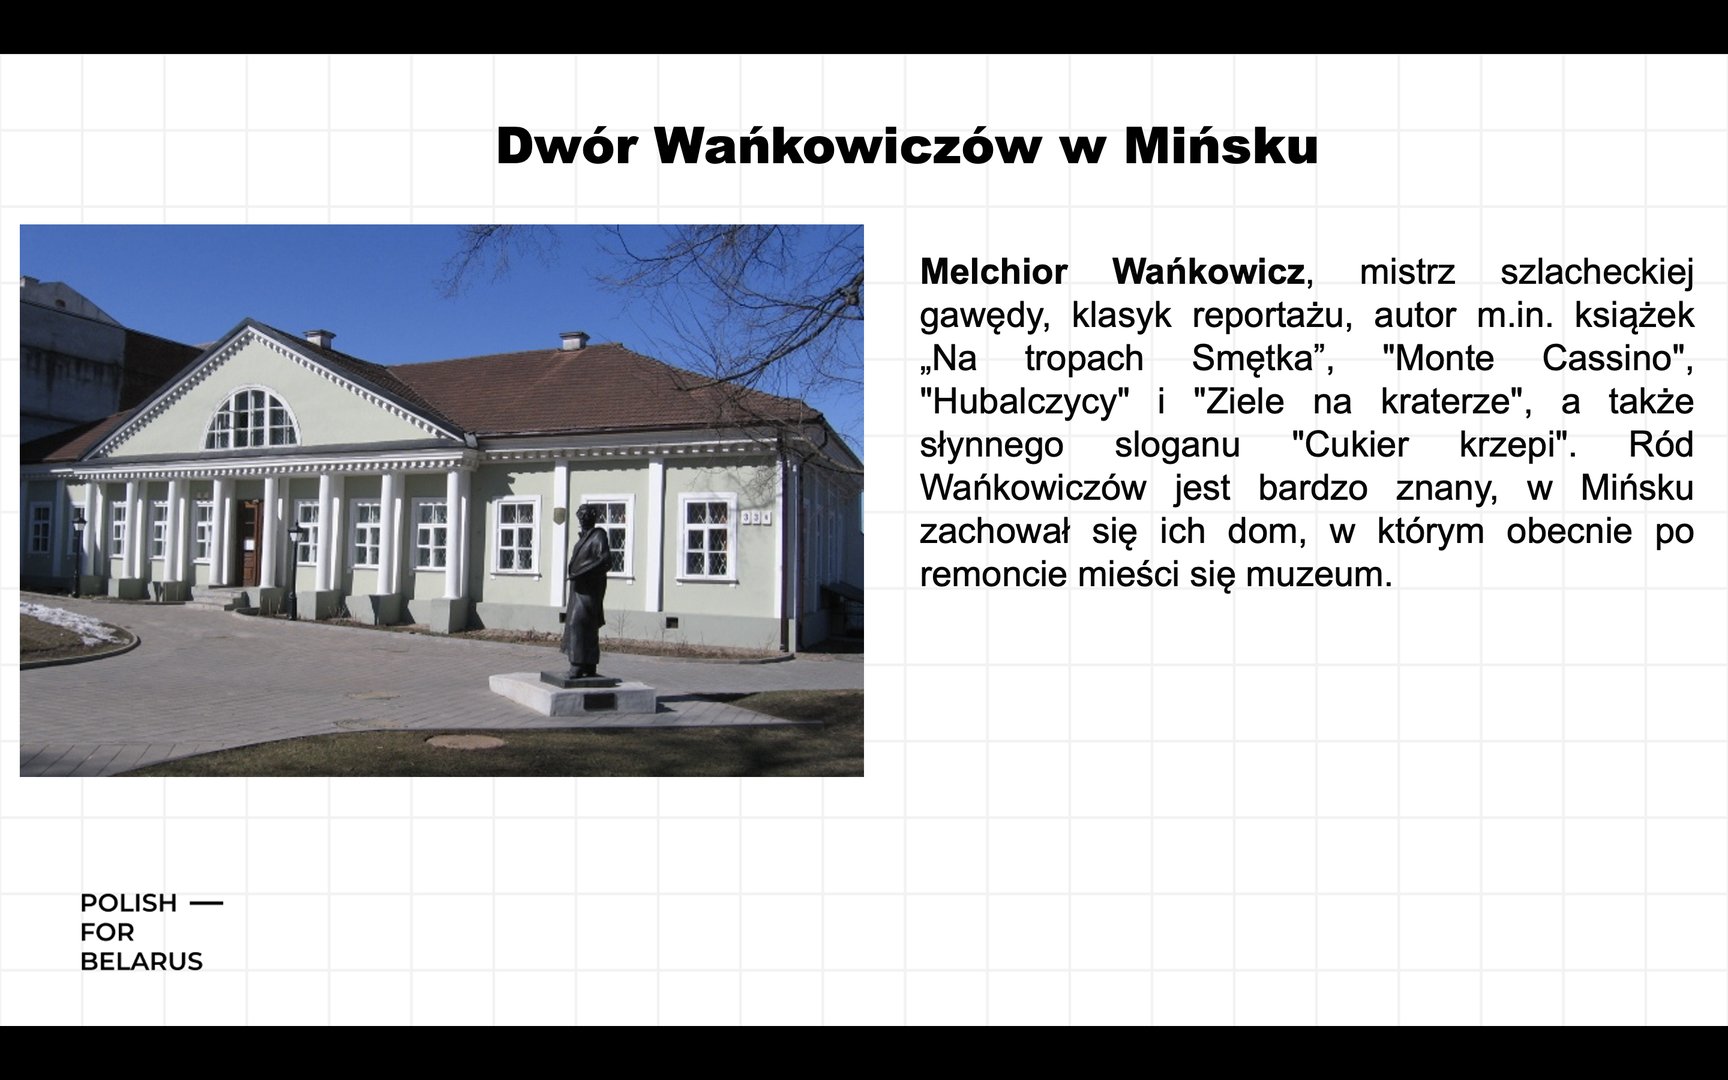 Dwór Wańkowiczów w Mińsku
Melchior Wańkowicz, mistrz szlacheckiej
gawędy, klasyk reportażu, autor m.in. książek
„Na tropach Smętka”, "Monte Cassino",
"Hubalczycy" i "Ziele na kraterze", a także
słynnego sloganu "Cukier krzepi". Ród
Wańkowiczów jest bardzo znany, w Mińsku
zachował się ich dom, w którym obecnie po
remoncie mieści się muzeum.
POLISH —
FOR
BELARUS